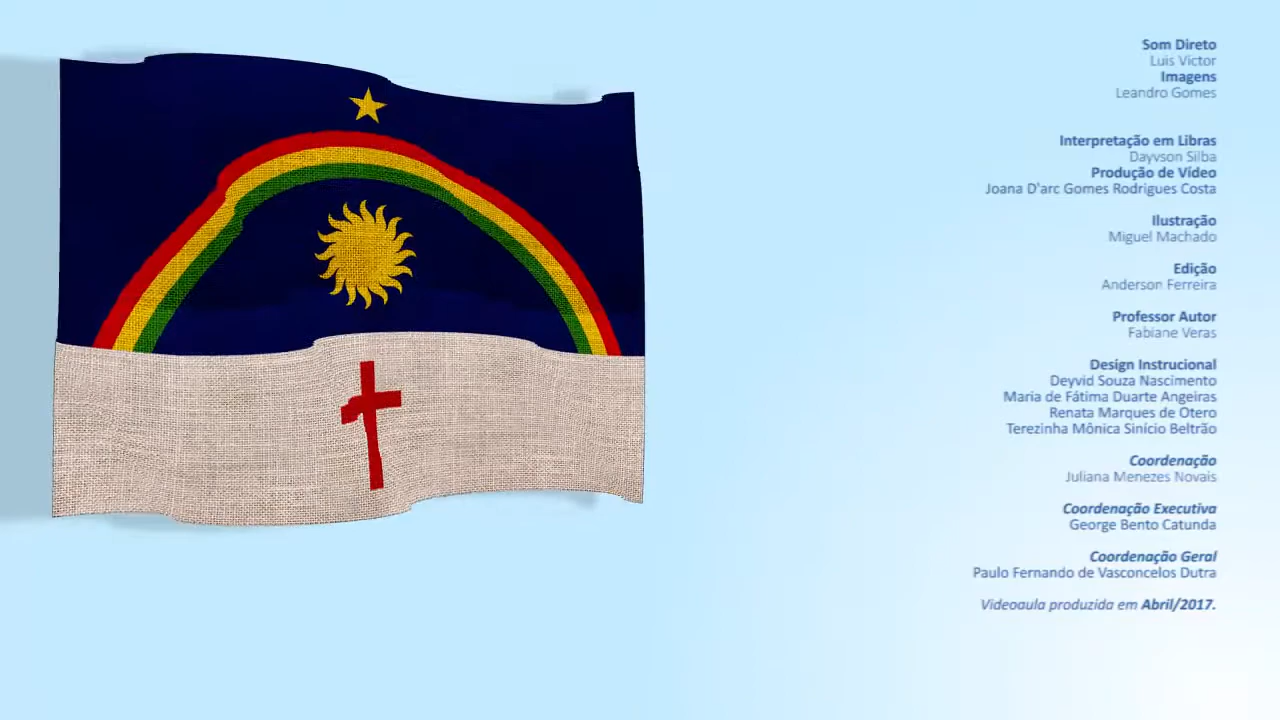 Som Direto
Luis Victor
Imagens
Leandro Gomes
Interpretação em Libras
Dayvson Silba
Produção de Vídeo
Joana D'arc Gomes Rodrigues Costa
Ilustração
Miguel Machado
Edição
Anderson Ferreira
Professor Autor
Fabiane Veras
Design Instrucional
Deyvid Souza Nascimento
Maria de Fátima Duarte Angeiras
Renata Marques de Otero
Terezinha Mônica Sinício Beltrão
Coordenação
Juliana Menezes Novais
Coordenação Executiva
George Bento Catunda
Coordenação Geral
Paulo Fernando de Vasconcelos Dutra
Videoaula produzida em Abril/2017.